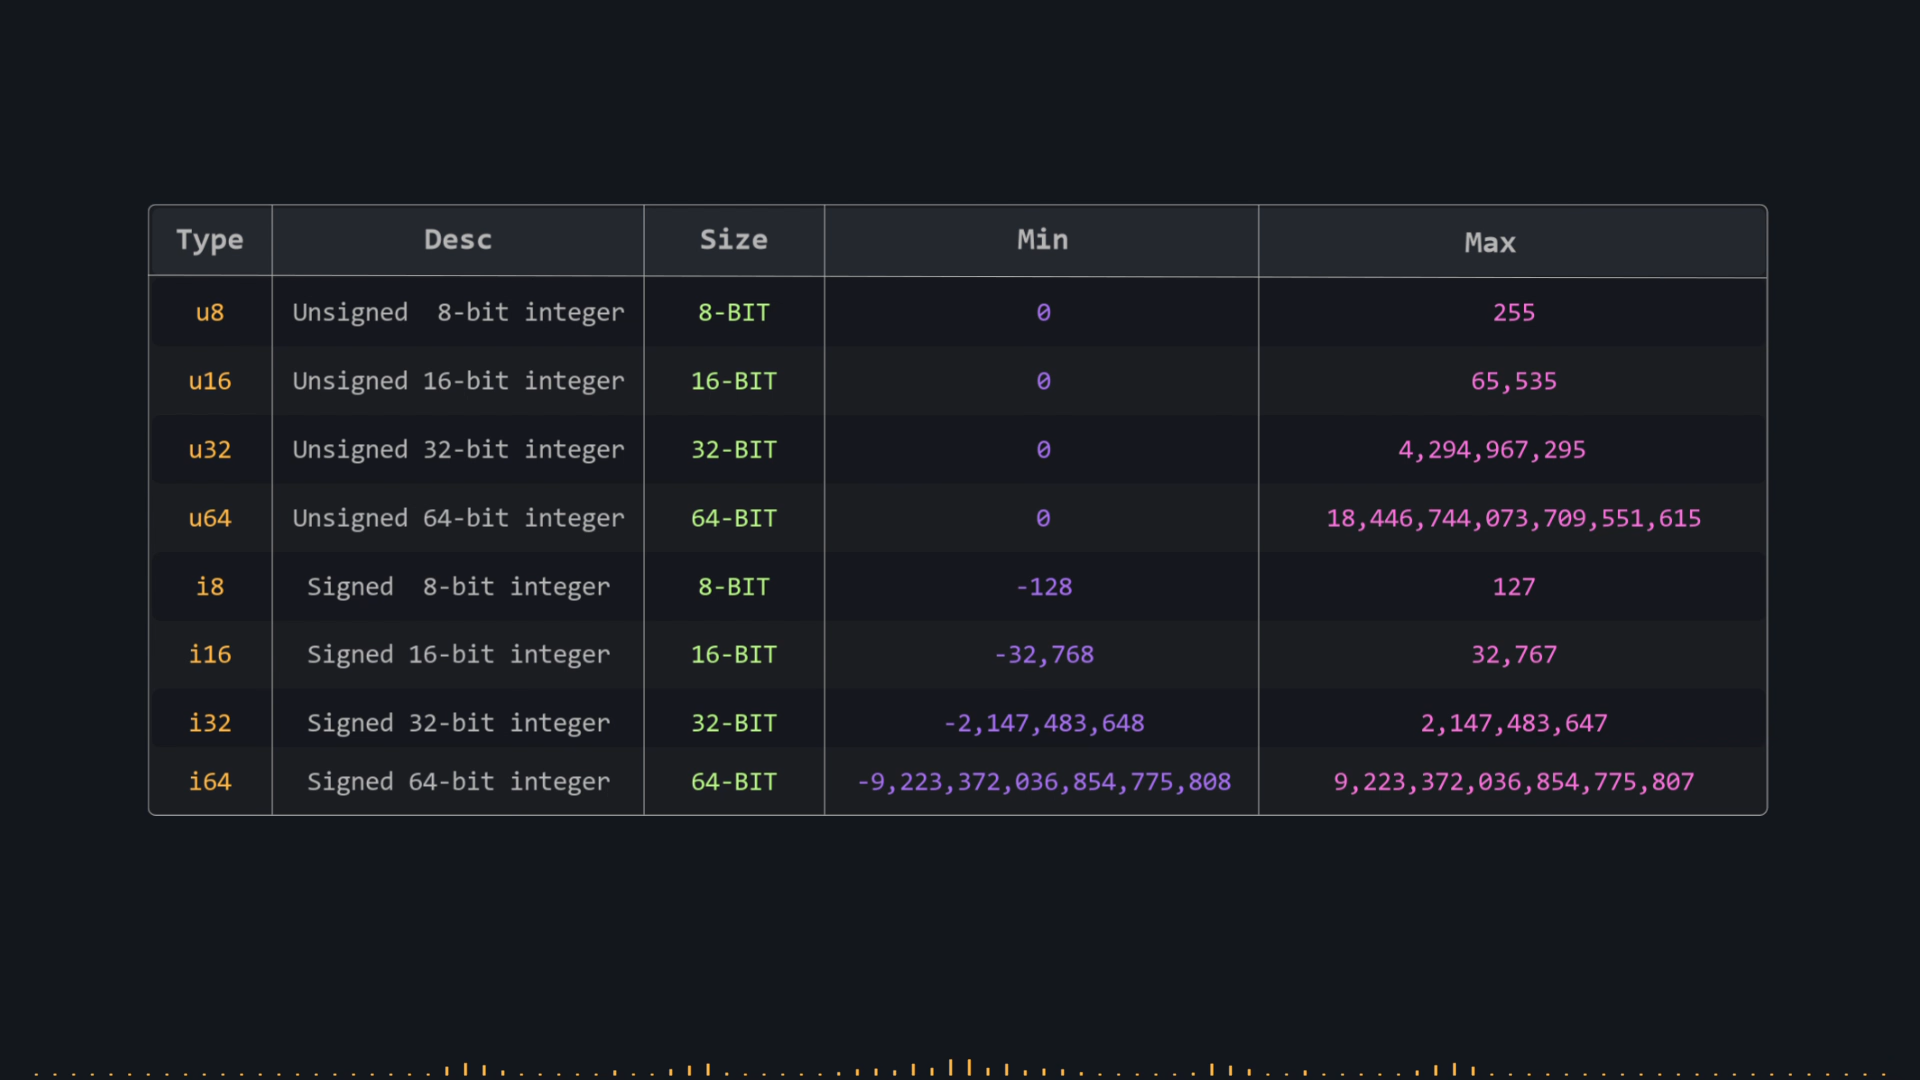 Type Desc Size Min Max
u8 Unsigned  8-bit integer 8-BIT 0 255
u16 Unsigned 16-bit integer 16-BIT 0 65,535
u32 Unsigned 32-bit integer 32-BIT 0 4,294,967,295
u64 Unsigned 64-bit integer 64-BIT 0 18,446,744,073,709,551,615
i8 Signed  8-bit integer 8-BIT -128 127
i16 Signed 16-bit integer 16-BIT -32,768 32,767
i32 Signed 32-bit integer 32-BIT -2,147,483,648 2,147,483,647
i64 Signed 64-bit integer 64-BIT -9,223,372,036,854,775,808 9,223,372,036,854,775,807